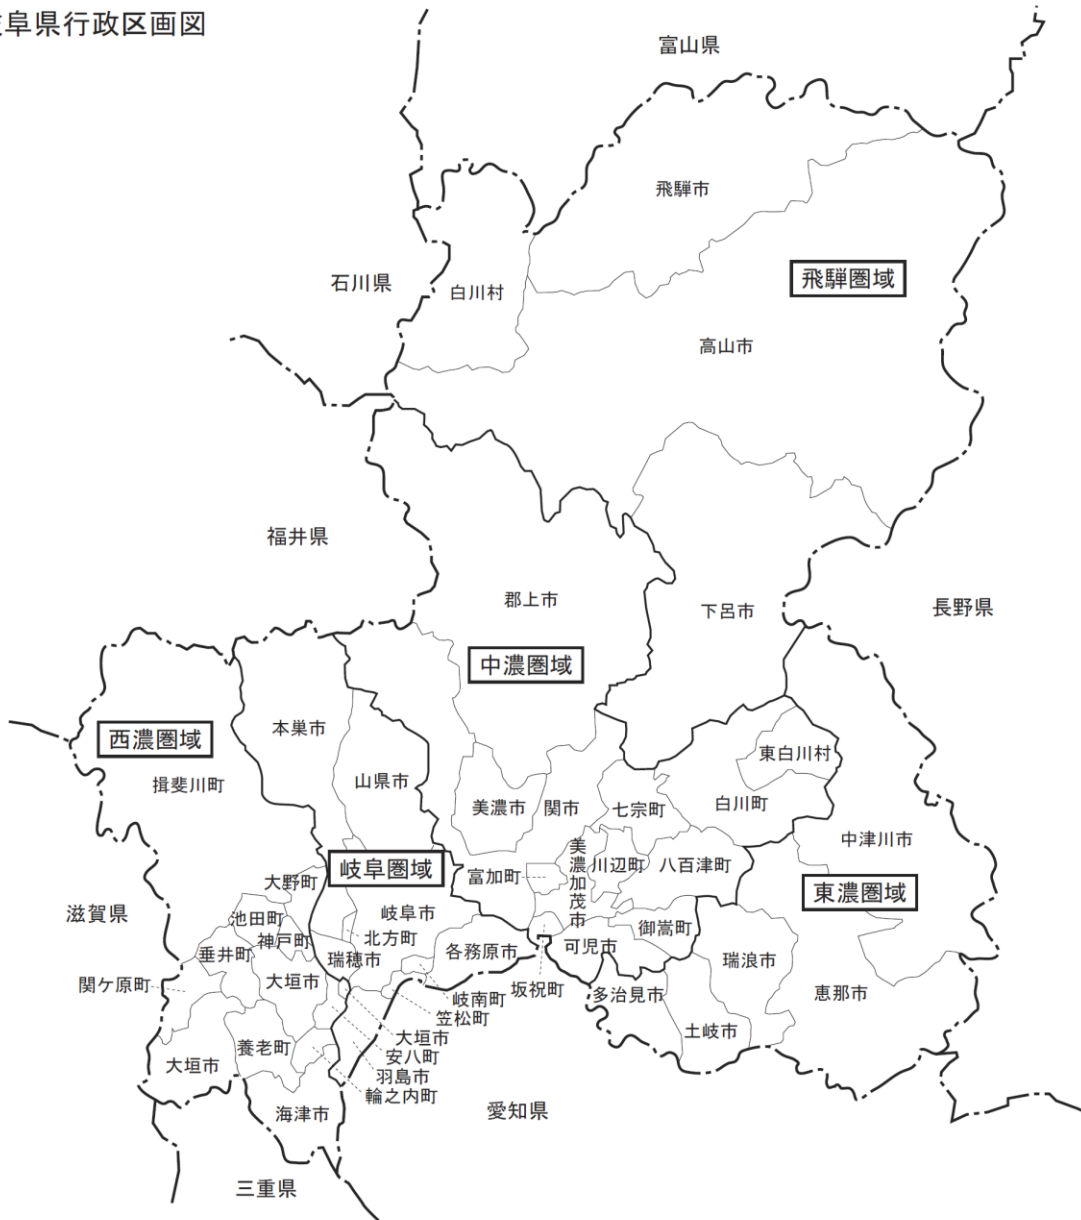 阜県行政区画図
富山県
飛騨市
飛騨圏域
石川県
白川村
高山市
福井県
郡上市
下呂市
長野県
中濃圏域
西濃圏域
本巣市
東白川村
揖斐川町
山県市
美濃市
関市
七宗町
白川町
中津川市
岐阜圏域
美濃加茂市
川辺町
八百津町
富加町
大野町
東濃圏域
滋賀県
池田町
岐阜市
北方町
神戸町
御嵩町
垂井町
瑞穂市
各務原市
可児市
瑞浪市
関ケ原町
大垣市
坂祝町
多治見市
恵那市
岐南町
笠松町
大垣市
土岐市
養老町
安八町
大垣市
羽島市
輪之内町
海津市
愛知県
三重県